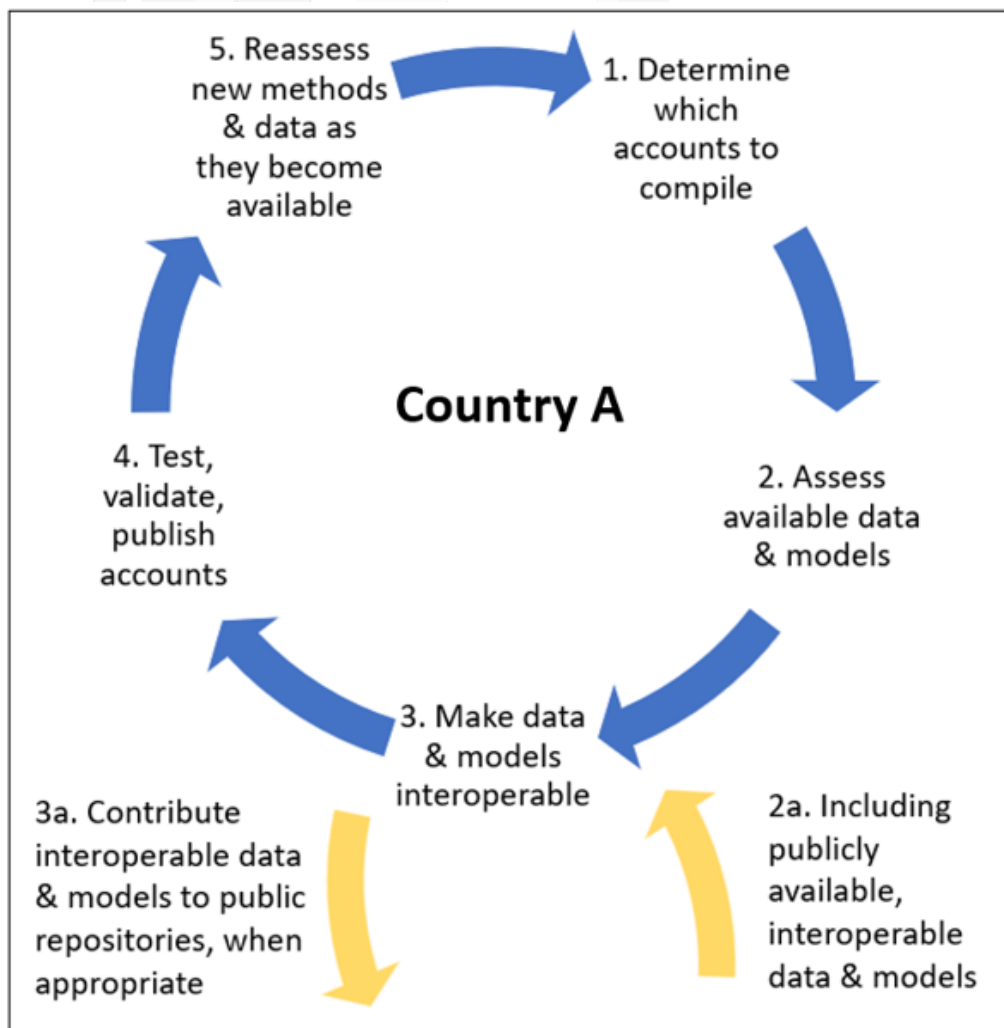 5. Reassess
new methods
& data as
they become
available
1. Determine
which
accounts to
compile
Country A
4. Test,
validate,
publish
accounts
2. Assess
available data
& models
3. Make data
& models
interoperable
3a. Contribute
interoperable data
& models to public
repositories, when
appropriate
2a. Including
publicly
available,
interoperable
data & models